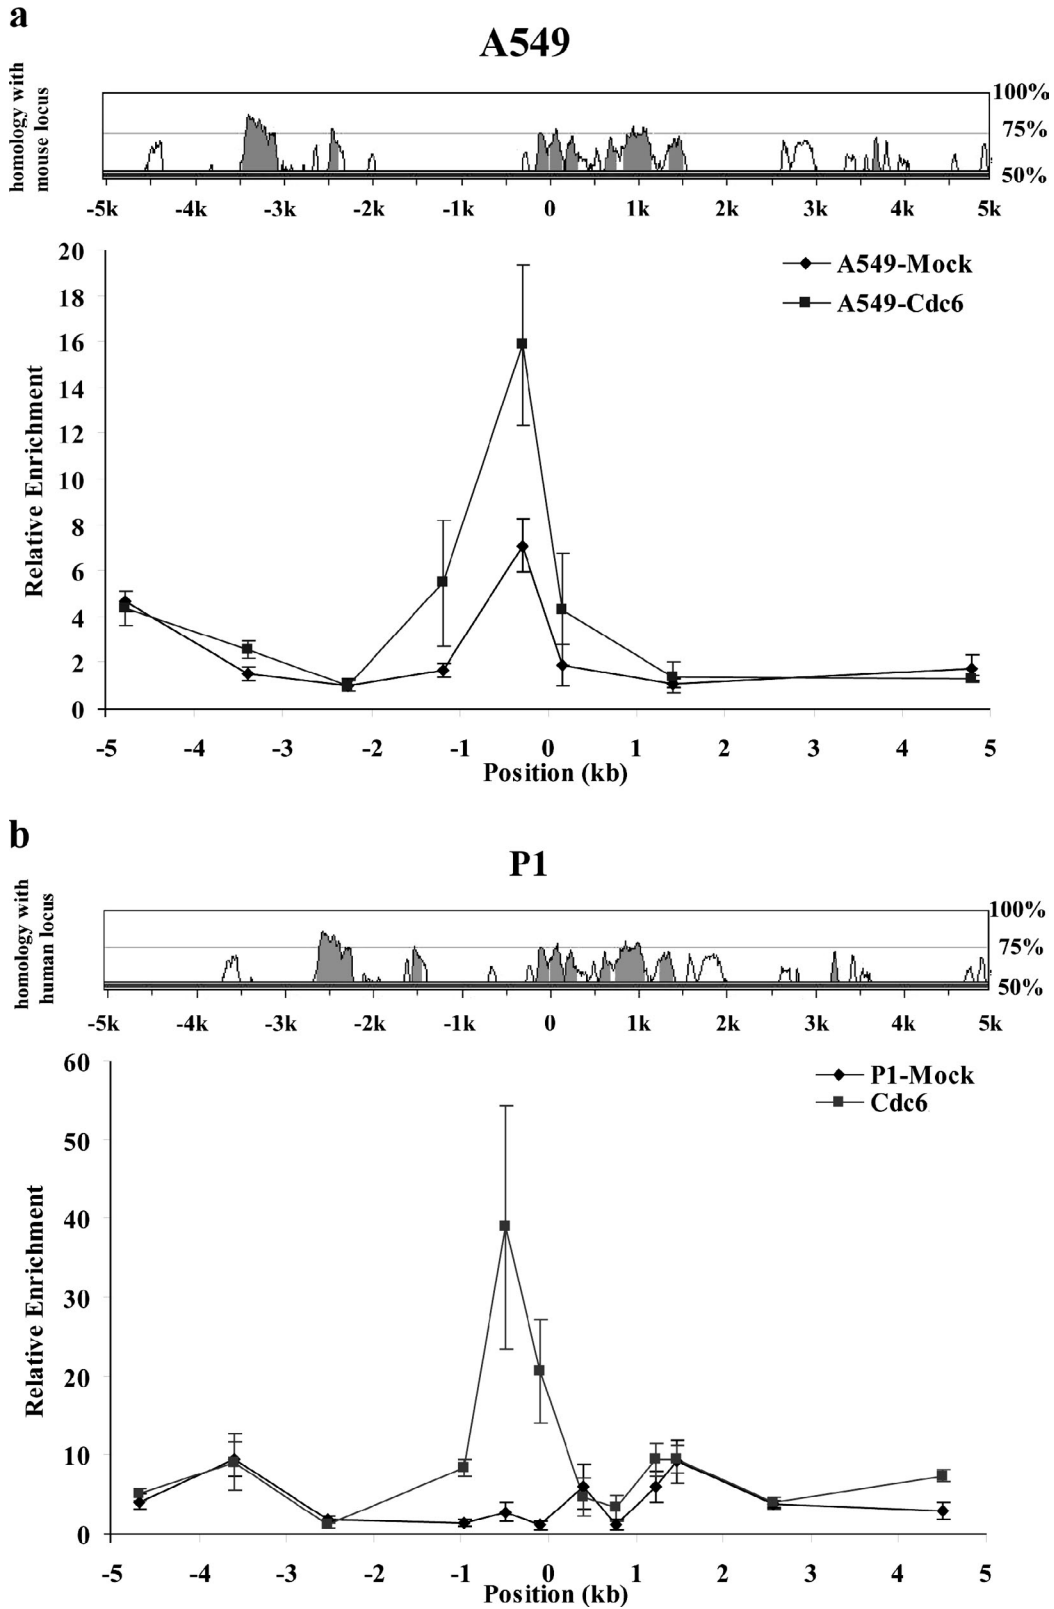 a
A549
homology with
mouse locus
100%
75%
50%
-5k -4k -3k -2k -1k 0 1k 2k 3k 4k 5k
20
18
16
14
12
10
8
6
4
2
0
Relative Enrichment
A549-Mock
A549-Cdc6
-5 -4 -3 -2 -1 0 1 2 3 4 5
Position (kb)
b
P1
homology with
human locus
100%
75%
50%
-5k -4k -3k -2k -1k 0 1k 2k 3k 4k 5k
60
50
40
30
20
10
0
Relative Enrichment
P1-Mock
Cdc6
-5 -4 -3 -2 -1 0 1 2 3 4 5
Position (kb)